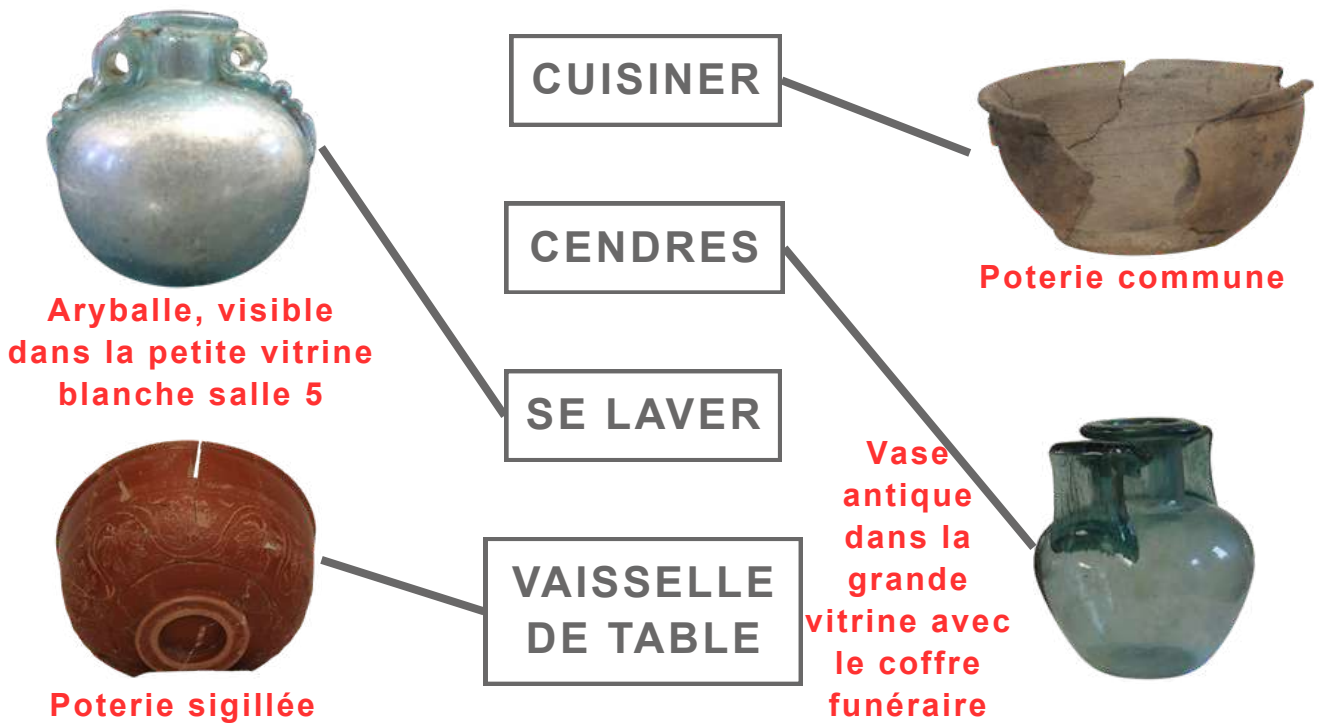 CUISINER
Poterie commune
CENDRES
Aryballe, visible
dans la petite vitrine
blanche salle 5
SE LAVER
Vase
antique
dans la
grande
vitrine avec
le coffre
funéraire
VAISSELLE
DE TABLE
Poterie sigillée